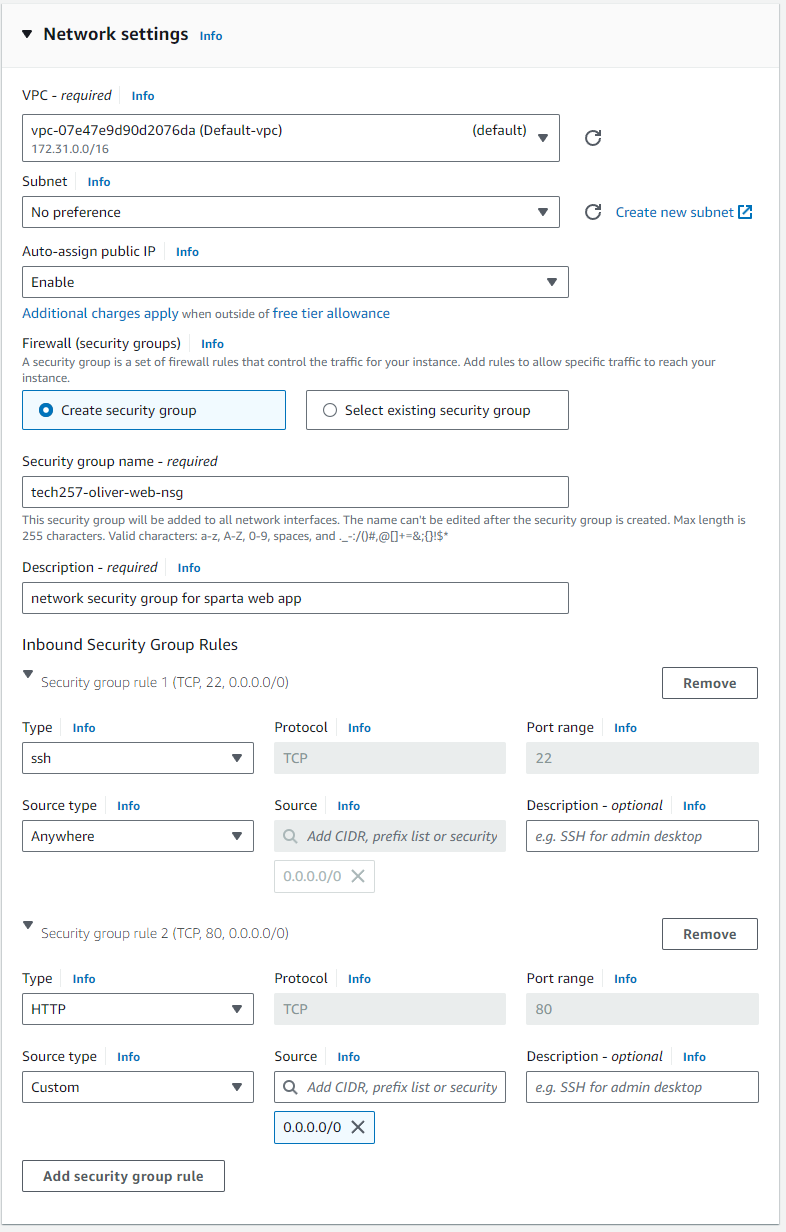 Network settings Info
VPC - required Info
vpc-07e47e9d90d2076da (Default-vpc) (default)
172.31.0.0/16
Subnet Info
No preference Create new subnet
Auto-assign public IP Info
Enable
Additional charges apply when outside of free tier allowance
Firewall (security groups) Info
A security group is a set of firewall rules that control the traffic for your instance. Add rules to allow specific traffic to reach your
instance.
Create security group Select existing security group
Security group name - required
tech257-oliver-web-nsg
This security group will be added to all network interfaces. The name can't be edited after the security group is created. Max length is
255 characters. Valid characters: a-z, A-Z, 0-9, spaces, and ._-:/()#,@[]+=&;{}!$*
Description - required Info
network security group for sparta web app
Inbound Security Group Rules
Security group rule 1 (TCP, 22, 0.0.0.0/0) Remove
Type Info Protocol Info Port range Info
ssh TCP 22
Source type Info Source Info Description - optional Info
Anywhere Add CIDR, prefix list or security e.g. SSH for admin desktop
0.0.0.0/0
Security group rule 2 (TCP, 80, 0.0.0.0/0) Remove
Type Info Protocol Info Port range Info
HTTP TCP 80
Source type Info Source Info Description - optional Info
Custom Add CIDR, prefix list or security e.g. SSH for admin desktop
0.0.0.0/0
Add security group rule